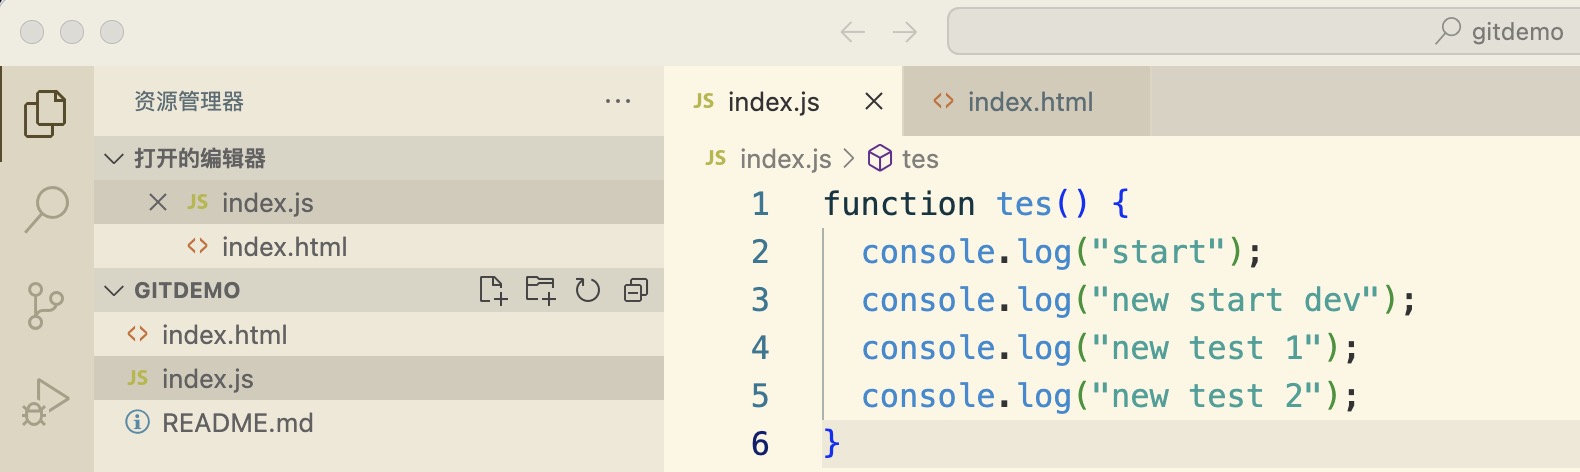 gitdemo
资源管理器 ...
打开的编辑器
JS index.js
<> index.html
GITDEMO
<> index.html
JS index.js
README.md
JS index.js
<> index.html
JS index.js > tes
1 function tes() {
2 console.log("start");
3 console.log("new start dev");
4 console.log("new test 1");
5 console.log("new test 2");
6 }